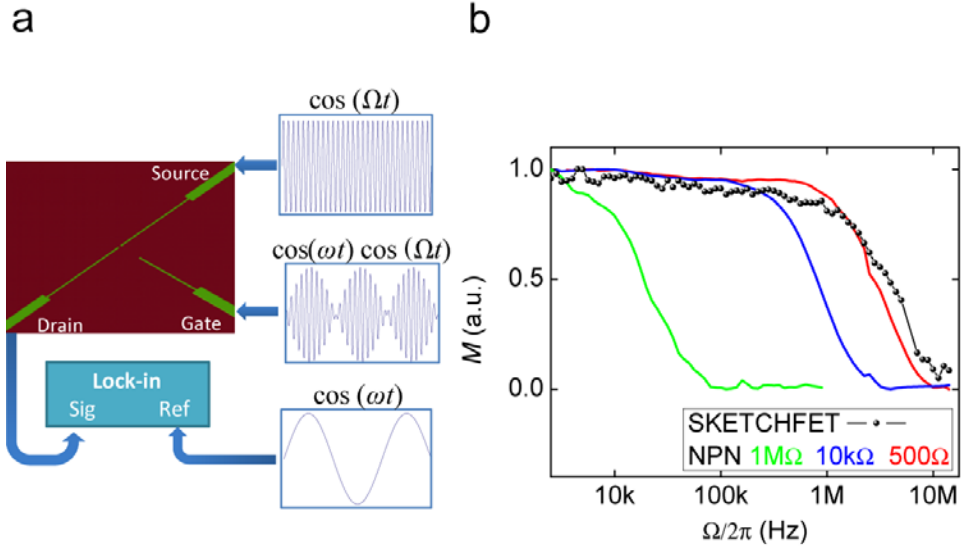 a
cos (Ωt)
Source
cos(ωt) cos (Ωt)
Drain
Gate
Lock-in
Sig Ref
cos (ωt)
b
M (a.u.)
1.0
0.5
0.0
SKETCHFET
NPN 1MΩ 10kΩ 500Ω
10k 100k 1M 10M
Ω/2π (Hz)